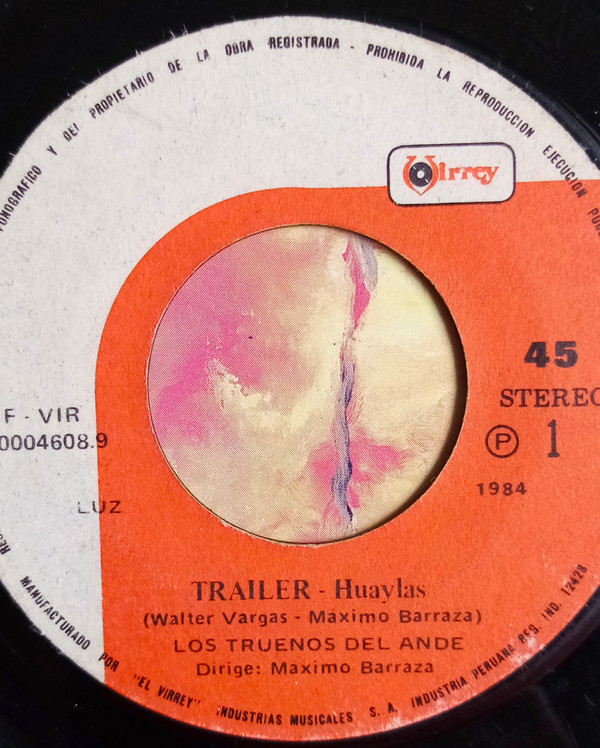 FONOGRAFICO Y DEL PROPIETARIO DE LA OBRA REGISTRADA - PROHIBIDA LA REPRODUCCION EJECUCION
Virrey
45
STEREO
F - VIR
0004608.9
Ⓟ 1
1984
LUZ
TRAILER - Huaylas
(Walter Vargas - Máximo Barraza)
LOS TRUENOS DEL ANDE
Dirige: Maximo Barraza
MANUFACTURADO POR "EL VIRREY" INDUSTRIAS MUSICALES S. A. INDUSTRIA PERUANA REG. IND. 12428